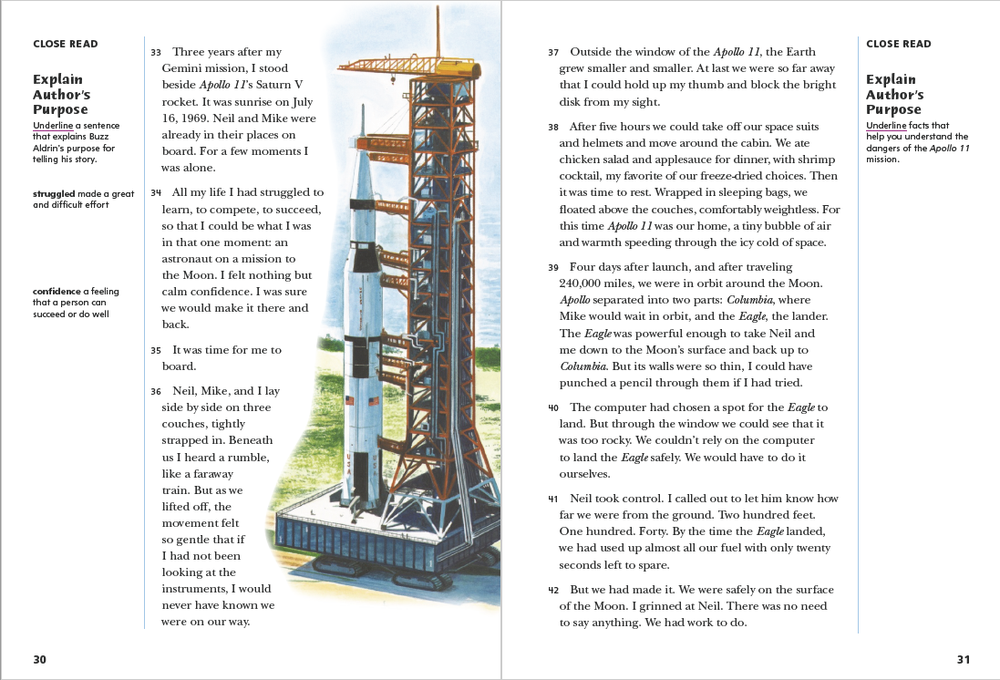 CLOSE READ
Explain
Author's
Purpose
Underline a sentence
that explains Buzz
Aldrin's purpose for
telling his story.
struggled made a great
and difficult effort
confidence a feeling
that a person can
succeed or do well
33 Three years after my
Gemini mission, I stood
beside Apollo 11's Saturn V
rocket. It was sunrise on July
16, 1969. Neil and Mike were
already in their places on
board. For a few moments I
was alone.
34 All my life I had struggled to
learn, to compete, to succeed,
so that I could be what I was
in that one moment: an
astronaut on a mission to
the Moon. I felt nothing but
calm confidence. I was sure
we would make it there and
back.
35 It was time for me to
board.
36 Neil, Mike, and I lay
side by side on three
couches, tightly
strapped in. Beneath
us I heard a rumble,
like a faraway
train. But as we
lifted off, the
movement felt
so gentle that if
I had not been
looking at the
instruments, I would
never have known we
were on our way.
USA
30
37 Outside the window of the Apollo 11, the Earth
grew smaller and smaller. At last we were so far away
that I could hold up my thumb and block the bright
disk from my sight.
38 After five hours we could take off our space suits
and helmets and move around the cabin. We ate
chicken salad and applesauce for dinner, with shrimp
cocktail, my favorite of our freeze-dried choices. Then
it was time to rest. Wrapped in sleeping bags, we
floated above the couches, comfortably weightless. For
this time Apollo 11 was our home, a tiny bubble of air
and warmth speeding through the icy cold of space.
39 Four days after launch, and after traveling
240,000 miles, we were in orbit around the Moon.
Apollo separated into two parts: Columbia, where
Mike would wait in orbit, and the Eagle, the lander.
The Eagle was powerful enough to take Neil and
me down to the Moon's surface and back up to
Columbia. But its walls were so thin, I could have
punched a pencil through them if I had tried.
40 The computer had chosen a spot for the Eagle to
land. But through the window we could see that it
was too rocky. We couldn't rely on the computer
to land the Eagle safely. We would have to do it
ourselves.
41 Neil took control. I called out to let him know how
far we were from the ground. Two hundred feet.
One hundred. Forty. By the time the Eagle landed,
we had used up almost all our fuel with only twenty
seconds left to spare.
42 But we had made it. We were safely on the surface
of the Moon. I grinned at Neil. There was no need
to say anything. We had work to do.
CLOSE READ
Explain
Author's
Purpose
Underline facts that
help you understand the
dangers of the Apollo 11
mission.
31